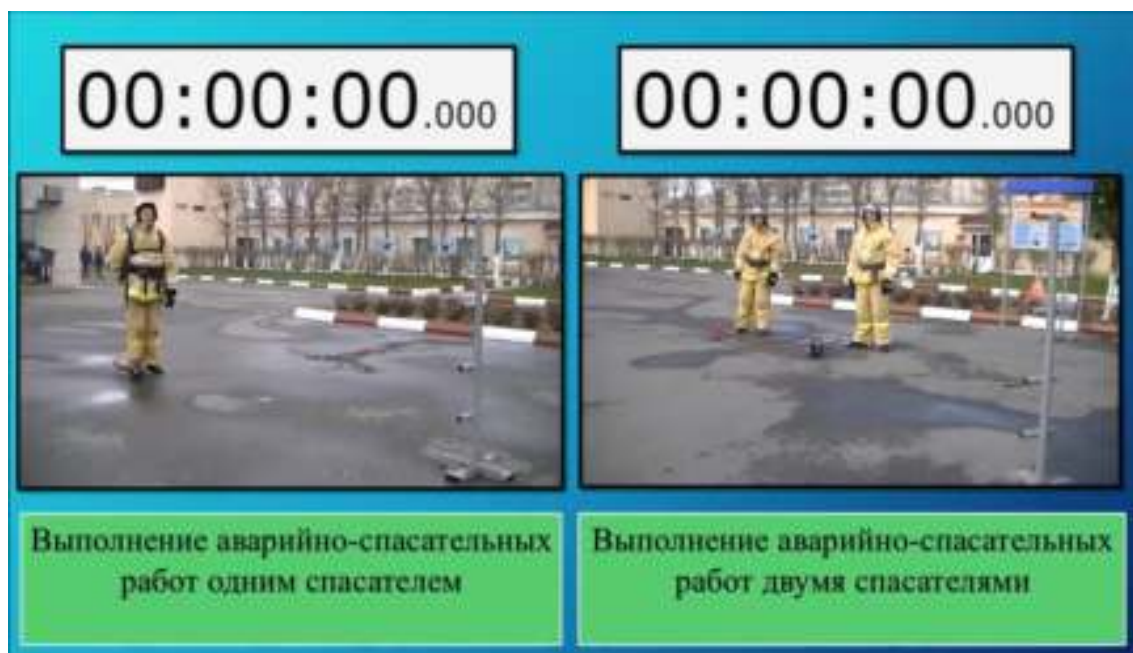 00:00:00.000
00:00:00.000
Выполнение аварийно-спасательных
работ одним спасателем
Выполнение аварийно-спасательных
работ двумя спасателями